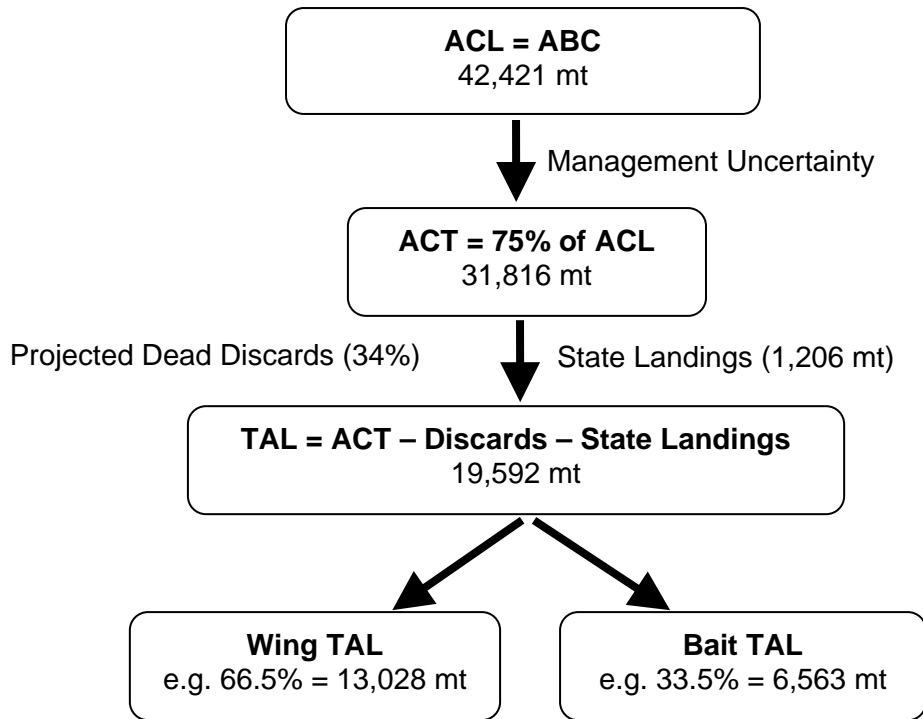 ACL = ABC
42,421 mt
Management Uncertainty
ACT = 75% of ACL
31,816 mt
Projected Dead Discards (34%)
State Landings (1,206 mt)
TAL = ACT – Discards – State Landings
19,592 mt
Wing TAL
e.g. 66.5% = 13,028 mt
Bait TAL
e.g. 33.5% = 6,563 mt